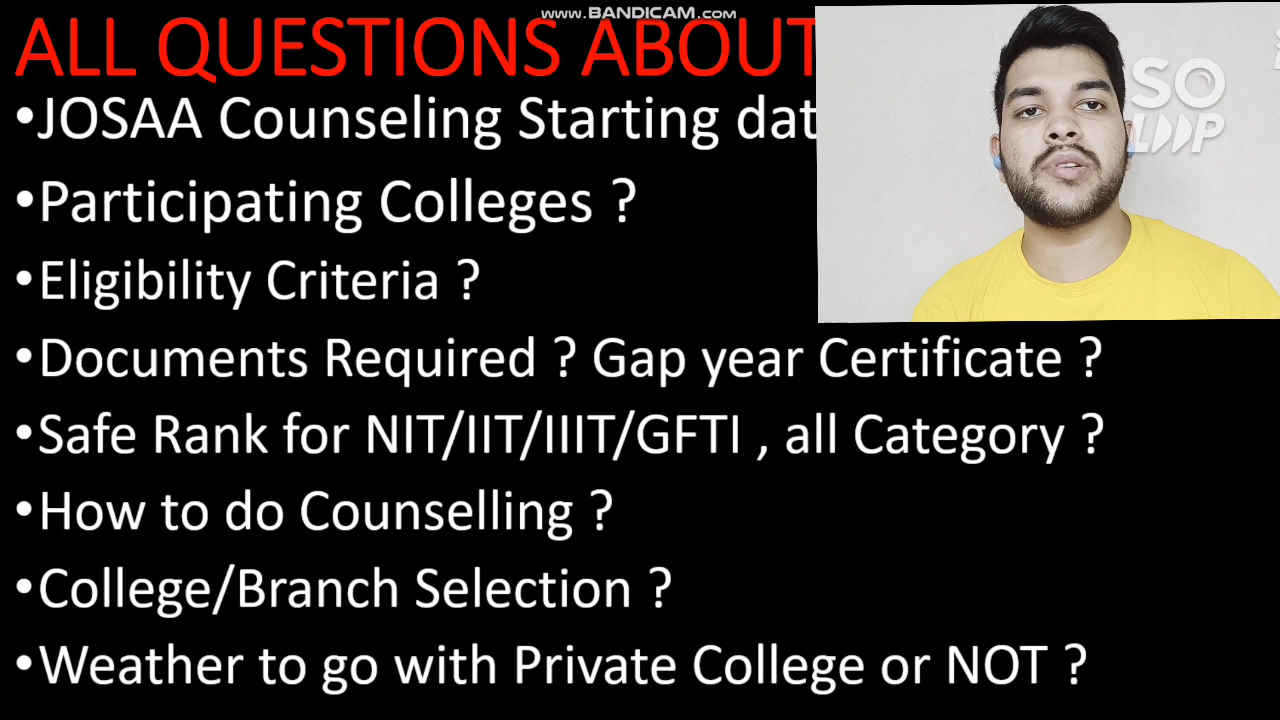 www.BANDICAM.com
ALL QUESTIONS ABOUT
•JOSAA Counseling Starting dat
SO
LOOP
•Participating Colleges ?
•Eligibility Criteria ?
•Documents Required ? Gap year Certificate ?
•Safe Rank for NIT/IIT/IIIT/GFTI , all Category ?
•How to do Counselling ?
•College/Branch Selection ?
•Weather to go with Private College or NOT ?